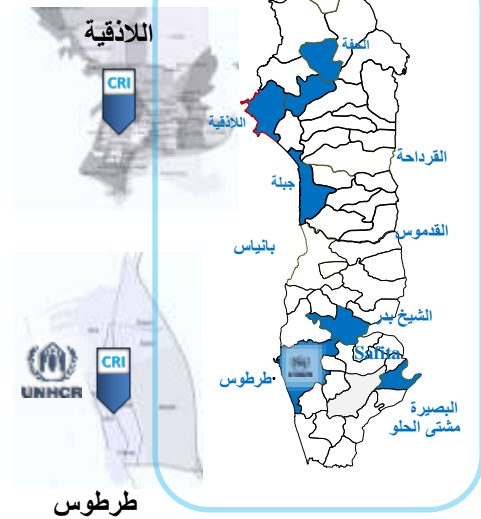 اللاذقية
CRI
الحفة
اللاذقية
القرداحة
جبلة
القدموس
بانياس
الشيخ بدر
Safita
طرطوس
البصيرة
مشتى الحلو
UNHCR
CRI
طرطوس